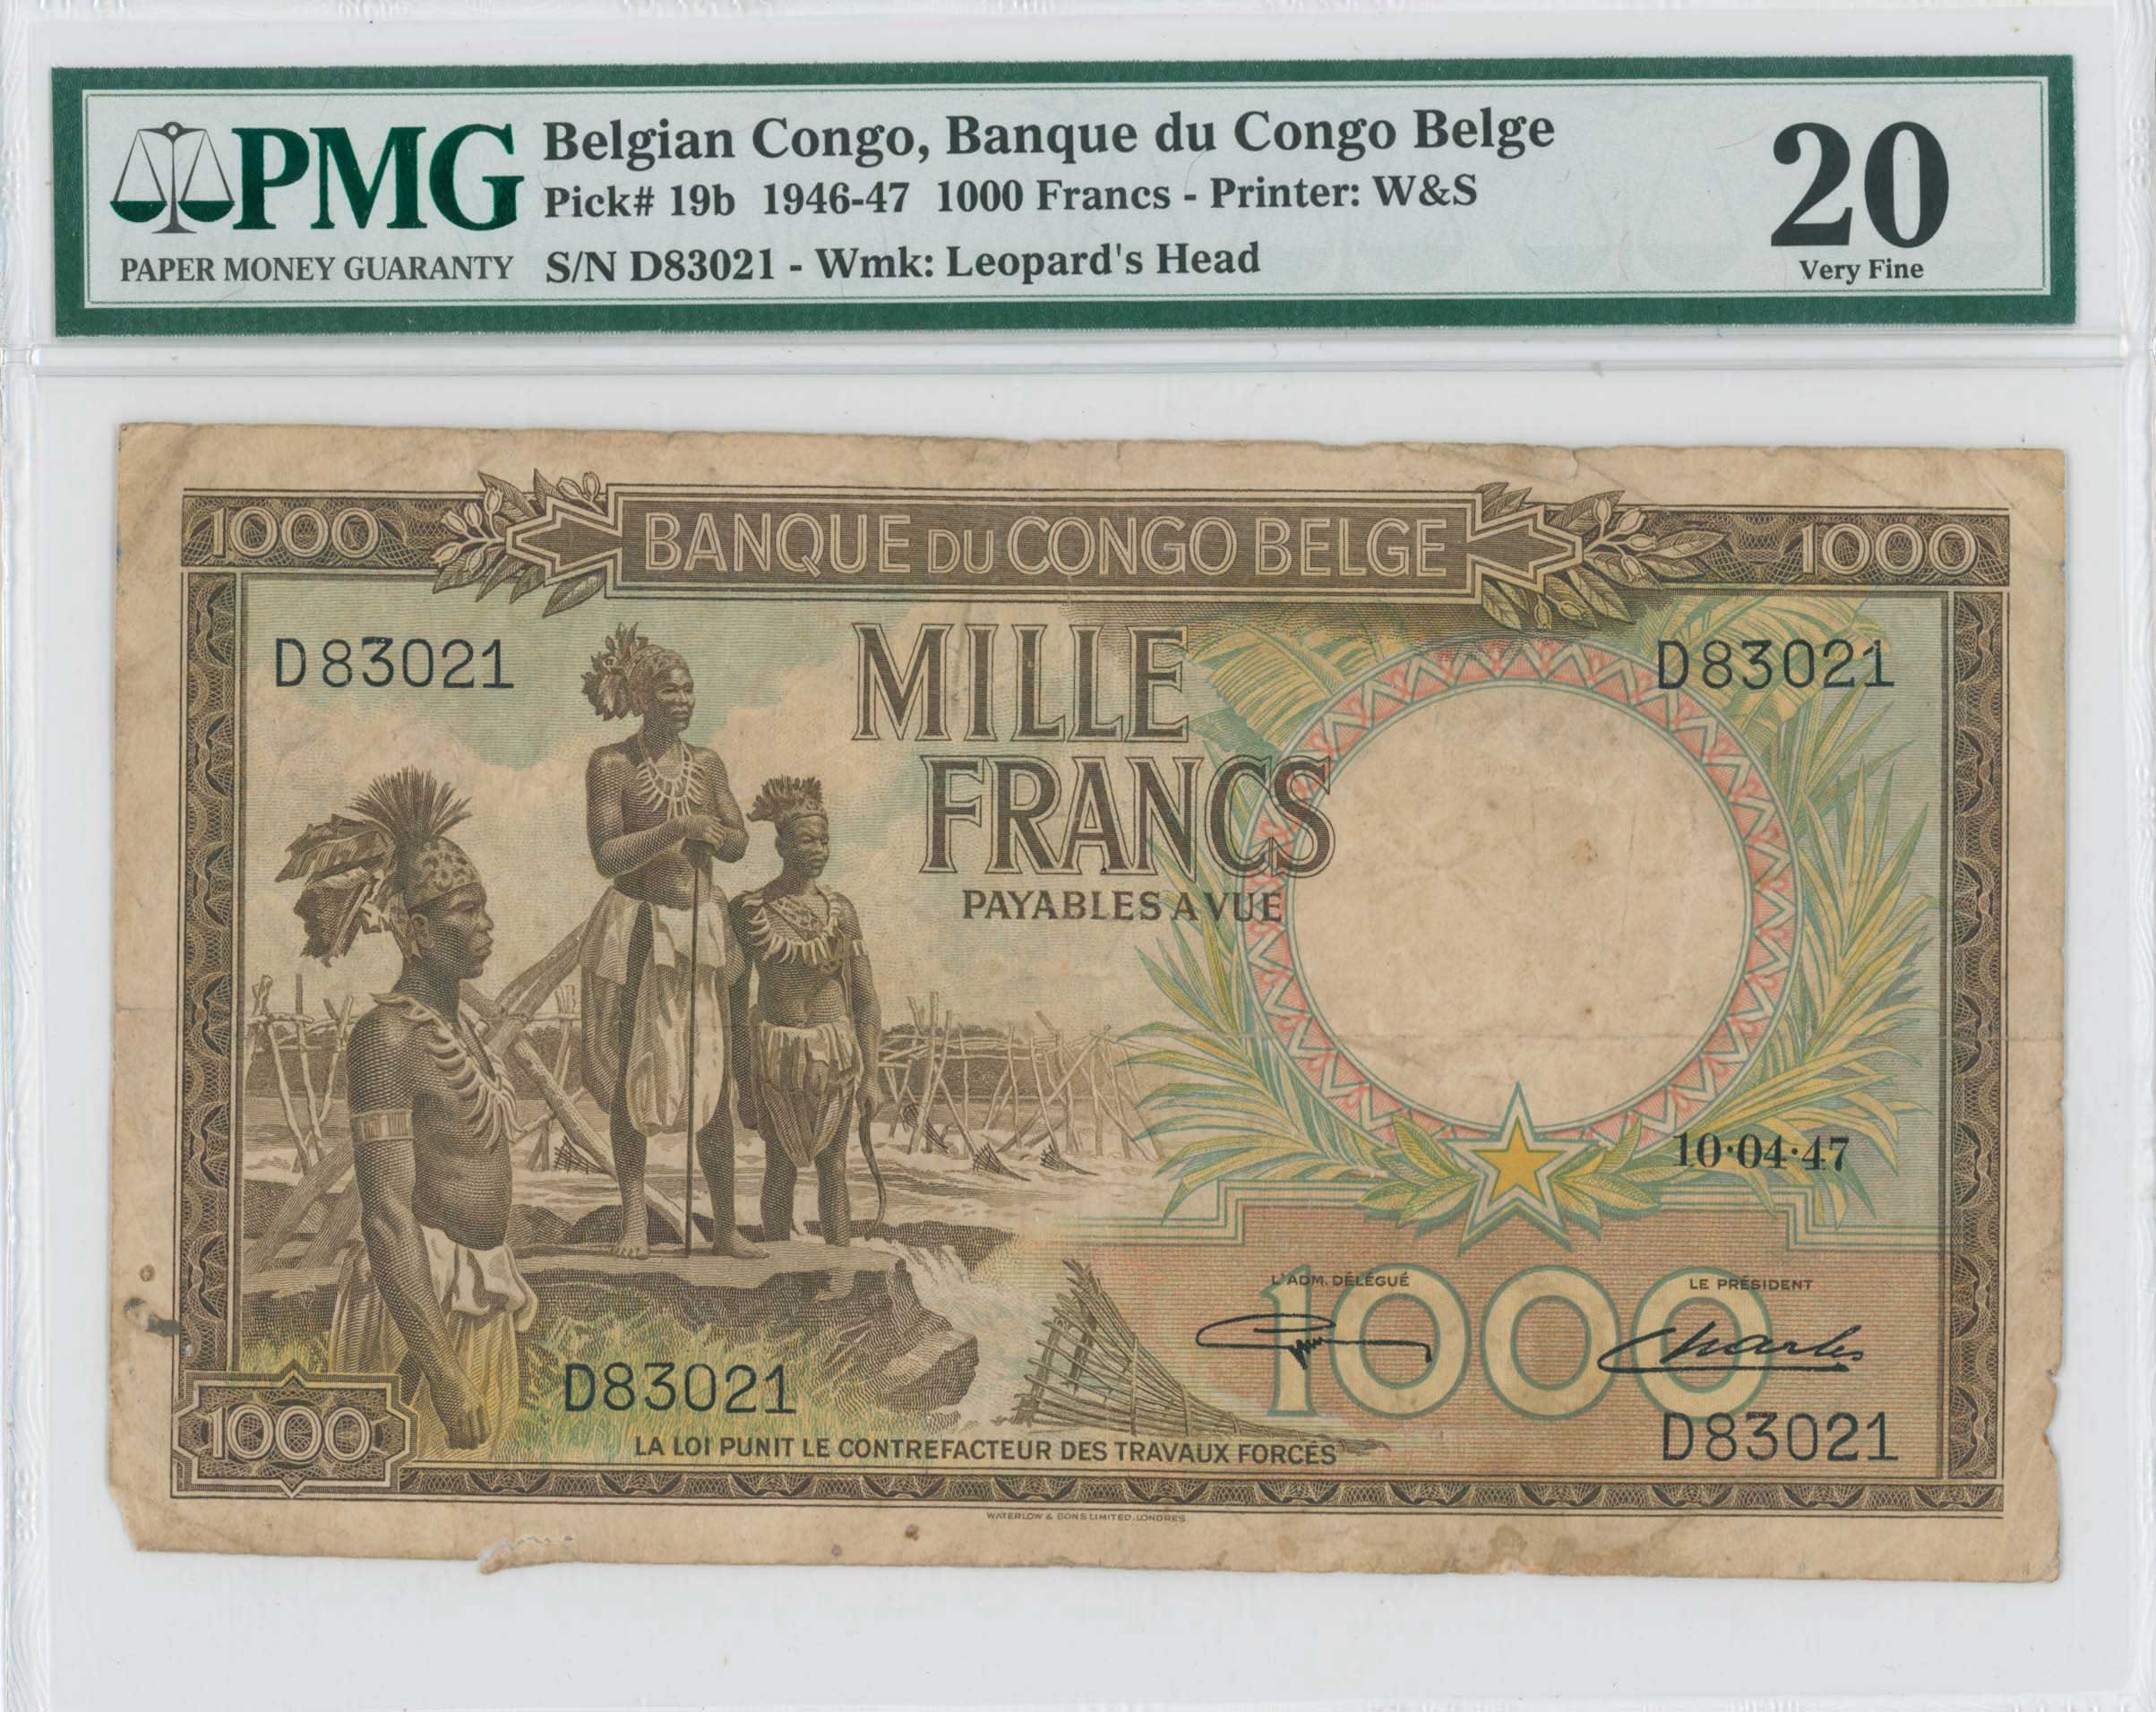 PMG
PAPER MONEY GUARANTY
Belgian Congo, Banque du Congo Belge
Pick# 19b 1946-47 1000 Francs - Printer: W&S
S/N D83021 - Wmk: Leopard's Head
20
Very Fine
1000 BANQUE DU CONGO BELGE 1000
D83021 D83021
MILLE
FRANCS
PAYABLES A VUE
10·04·47
L'ADM. DÉLÉGUÉ LE PRÉSIDENT
1000
Charles
D83021
D83021
1000
LA LOI PUNIT LE CONTREFACTEUR DES TRAVAUX FORCÉS
WATERLOW & SONS LIMITED. LONDRES